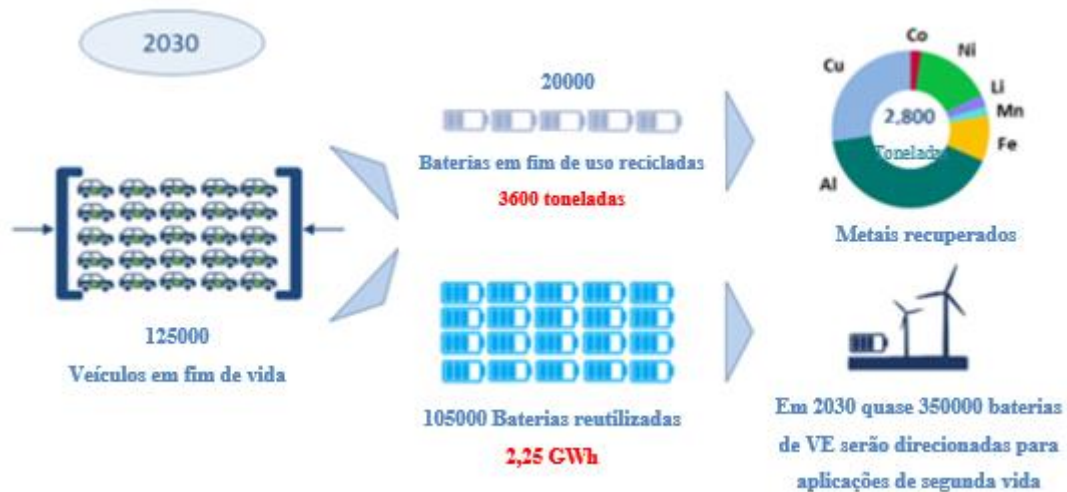 2030
125000
Veículos em fim de vida
20000
Baterias em fim de uso recicladas
3600 toneladas
105000 Baterias reutilizadas
2,25 GWh
Co
Ni
Li
Mn
Fe
Al
Cu
2,800
Toneladas
Metais recuperados
Em 2030 quase 350000 baterias
de VE serão direcionadas para
aplicações de segunda vida